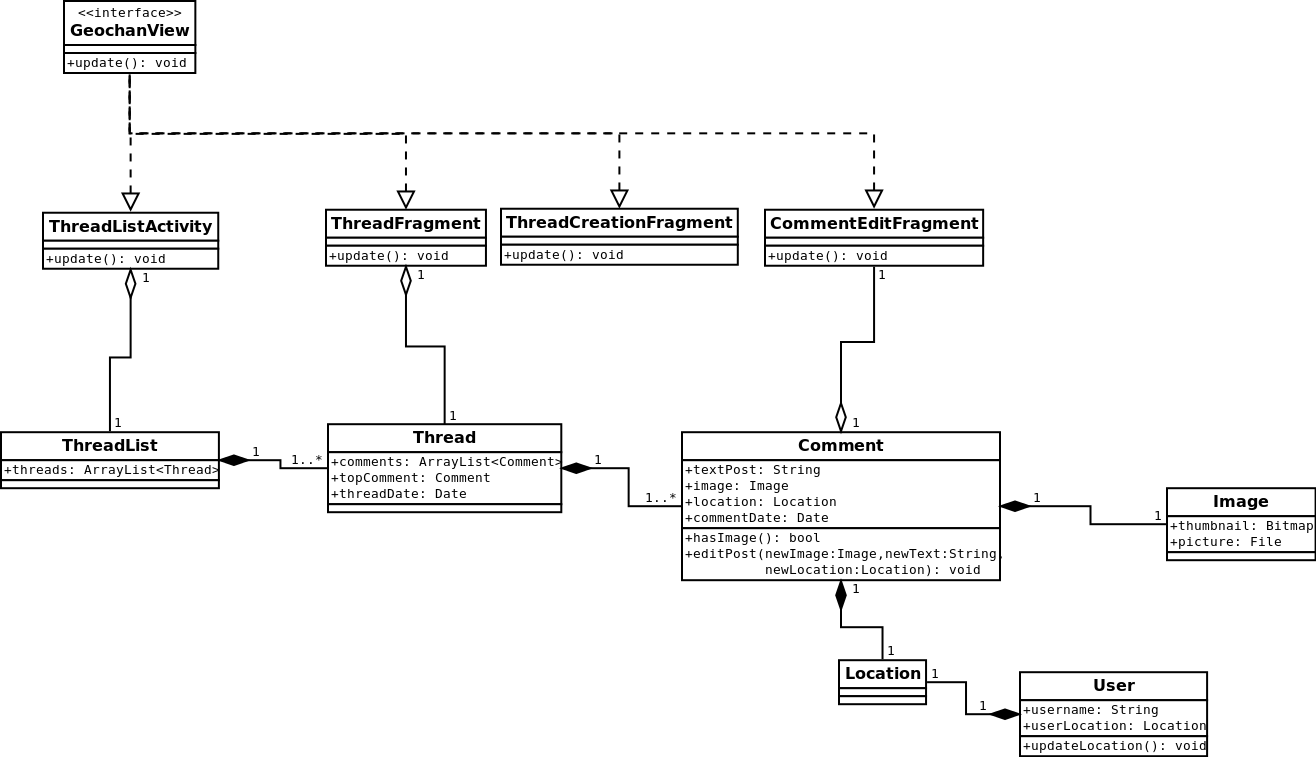 <<interface>>
GeochanView
+update(): void
ThreadListActivity
+update(): void
1
ThreadFragment
+update(): void
1
ThreadCreationFragment
+update(): void
CommentEditFragment
+update(): void
1
1
ThreadList
+threads: ArrayList<Thread>
1
1..*
1
Thread
+comments: ArrayList<Comment>
+topComment: Comment
+threadDate: Date
1
1..*
1
Comment
+textPost: String
+image: Image
+location: Location
+commentDate: Date
+hasImage(): bool
+editPost(newImage:Image,newText:String,
newLocation:Location): void
1
1
Image
+thumbnail: Bitmap
+picture: File
1
1
Location
1
1
User
+username: String
+userLocation: Location
+updateLocation(): void